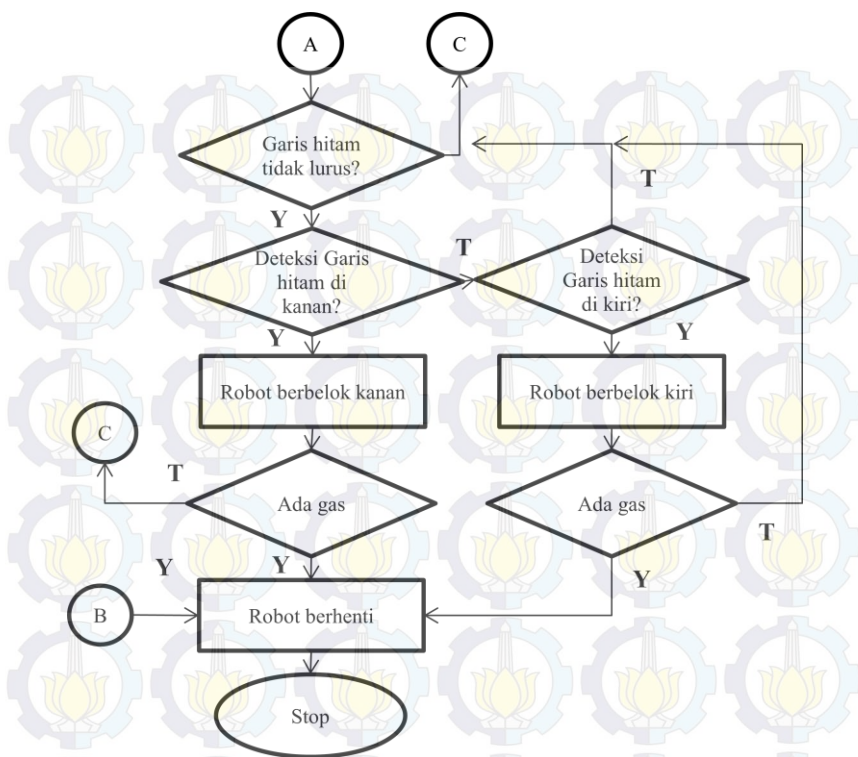 A
C
Garis hitam
tidak lurus?
T
Y
Deteksi Garis
hitam di
kanan?
T
Deteksi
Garis hitam
di kiri?
Y
Y
Robot berbelok kanan
Robot berbelok kiri
C
T
Ada gas
Ada gas
T
Y
Y
Y
B
Robot berhenti
Stop